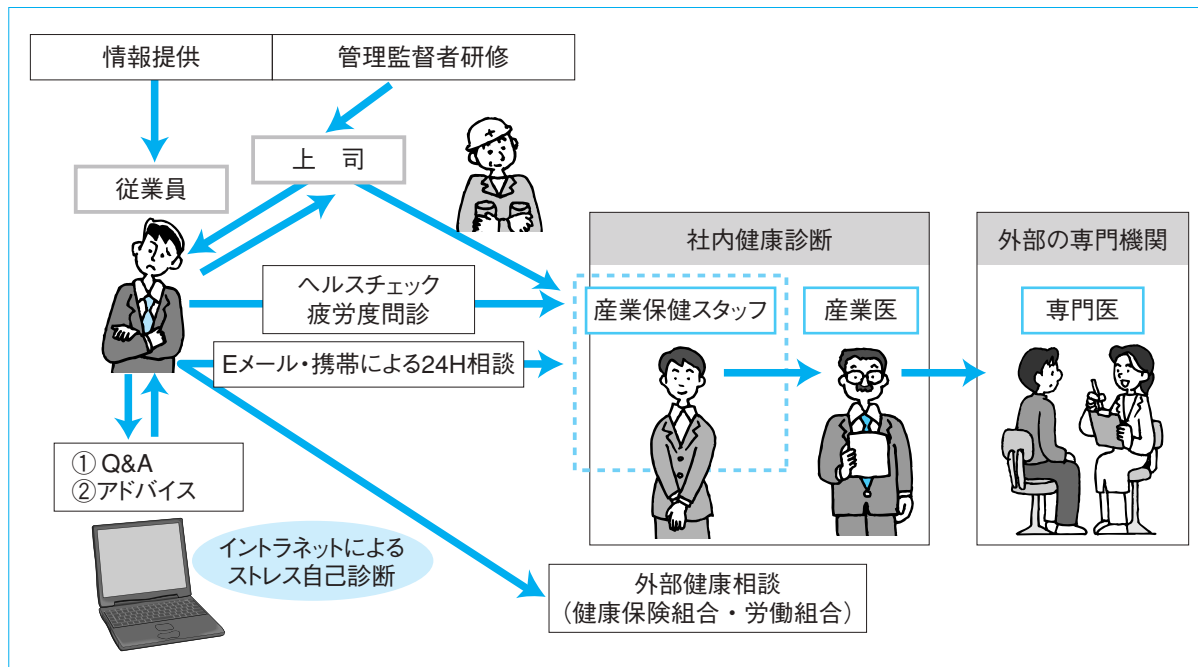 情報提供
管理監督者研修
上　司
従業員
社内健康診断
外部の専門機関
ヘルスチェック
疲労度問診
産業保健スタッフ
産業医
専門医
Eメール・携帯による24H相談
① Q&A
②アドバイス
イントラネットによる
ストレス自己診断
外部健康相談
（健康保険組合・労働組合）